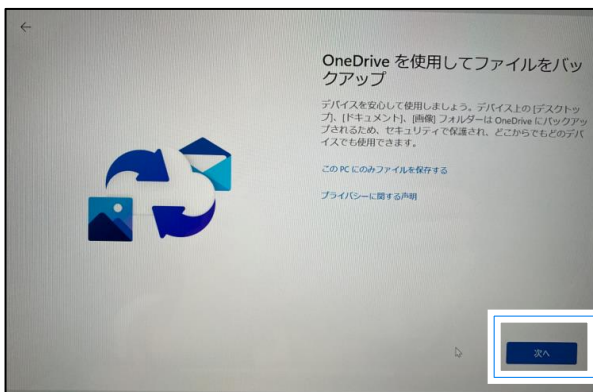 OneDrive を使用してファイルをバッ
クアップ
デバイスを安心して使用しましょう。デバイス上の [デスクトッ
プ]、[ドキュメント]、[画像] フォルダーは OneDrive にバックアッ
プされるため、セキュリティで保護され、どこからでもどのデバ
イスでも使用できます。
この PC にのみファイルを保存する
プライバシーに関する声明
次へ